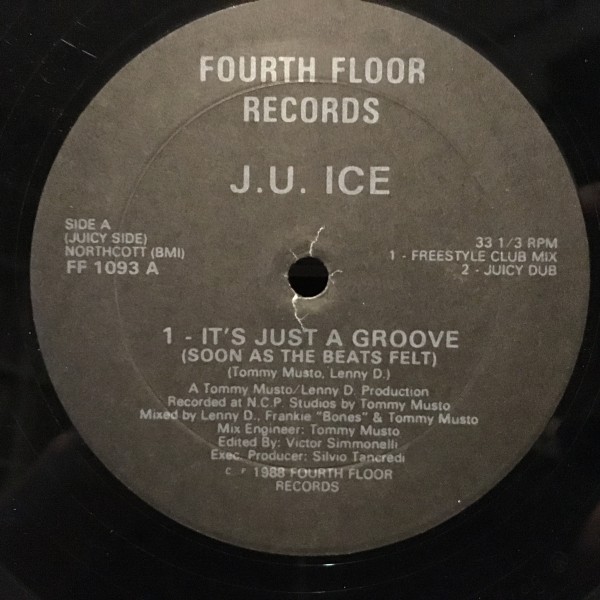 FOURTH FLOOR
RECORDS
J.U. ICE
SIDE A
(JUICY SIDE)
NORTHCOTT (BMI)
FF 1093 A
33 1/3 RPM
1 - FREESTYLE CLUB MIX
2 - JUICY DUB
1 - IT'S JUST A GROOVE
(SOON AS THE BEATS FELT)
(Tommy Musto, Lenny D.)
A Tommy Musto/Lenny D. Production
Recorded at N.C.P. Studios by Tommy Musto
Mixed by Lenny D., Frankie "Bones" & Tommy Musto
Mix Engineer: Tommy Musto
Edited By: Victor Simmonelli
Exec. Producer: Silvio Tancredi
C P 1988 FOURTH FLOOR
RECORDS